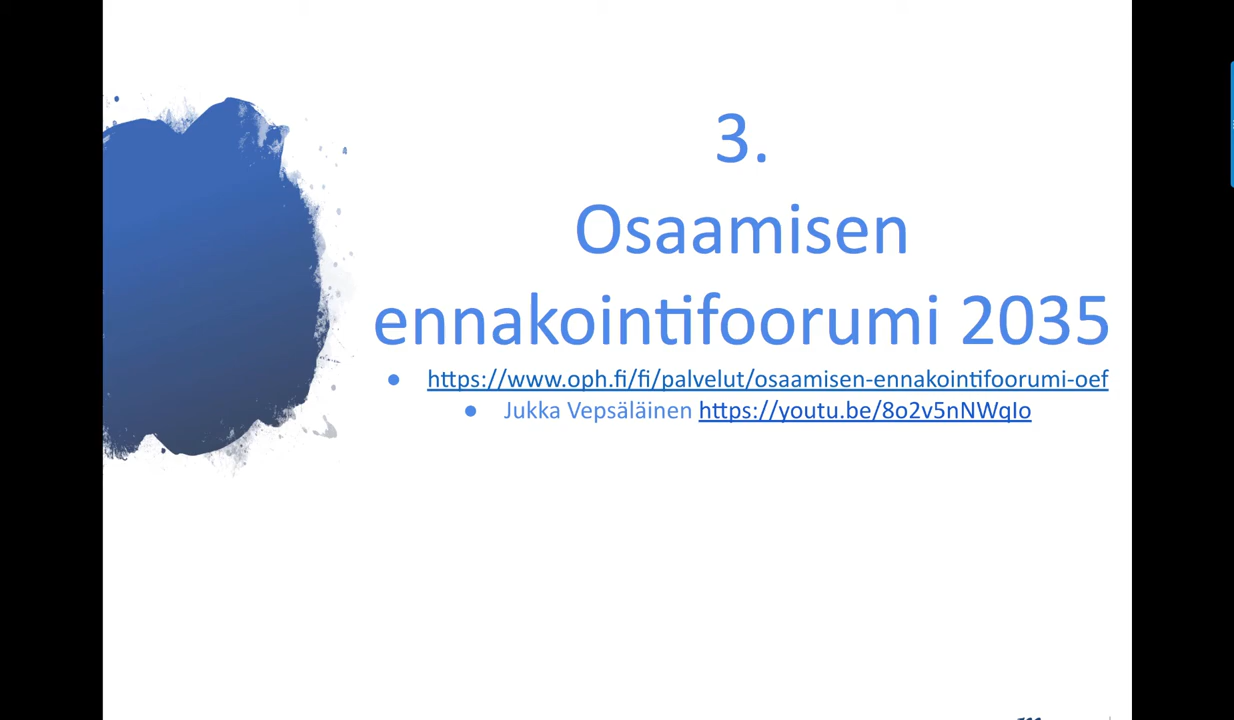 3.
Osaamisen
ennakointifoorumi 2035
● https://www.oph.fi/fi/palvelut/osaamisen-ennakointifoorumi-oef
● Jukka Vepsäläinen https://youtu.be/8o2v5nNWqIo